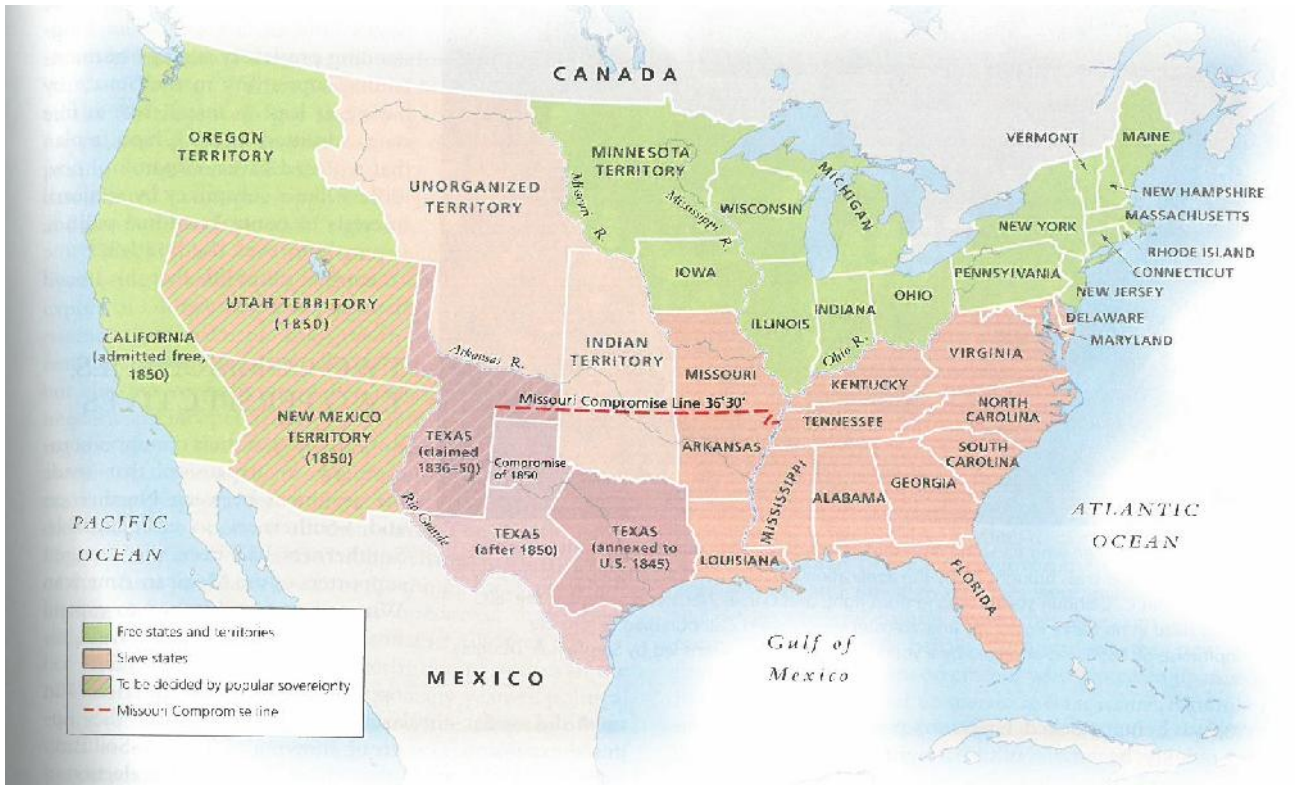 CANADA
OREGON
TERRITORY
UNORGANIZED
TERRITORY
MINNESOTA
TERRITORY
Missouri R.
Mississippi R.
WISCONSIN
MICHIGAN
VERMONT
MAINE
NEW HAMPSHIRE
MASSACHUSETTS
NEW YORK
RHODE ISLAND
CONNECTICUT
PENNSYLVANIA
NEW JERSEY
DELAWARE
MARYLAND
IOWA
ILLINOIS
INDIANA
OHIO
Ohio R.
UTAH TERRITORY
(1850)
CALIFORNIA
(admitted free,
1850)
NEW MEXICO
TERRITORY
(1850)
Arkansas R.
INDIAN
TERRITORY
MISSOURI
KENTUCKY
VIRGINIA
Missouri Compromise Line 36°30'
TENNESSEE
NORTH
CAROLINA
SOUTH
CAROLINA
ARKANSAS
TEXAS
(claimed
1836–50)
Compromise
of 1850
MISSISSIPPI
ALABAMA
GEORGIA
Rio Grande
TEXAS
(after 1850)
TEXAS
(annexed to
U.S. 1845)
LOUISIANA
FLORIDA
PACIFIC
OCEAN
ATLANTIC
OCEAN
Gulf of
Mexico
MEXICO
Free states and territories
Slave states
To be decided by popular sovereignty
Missouri Compromise line